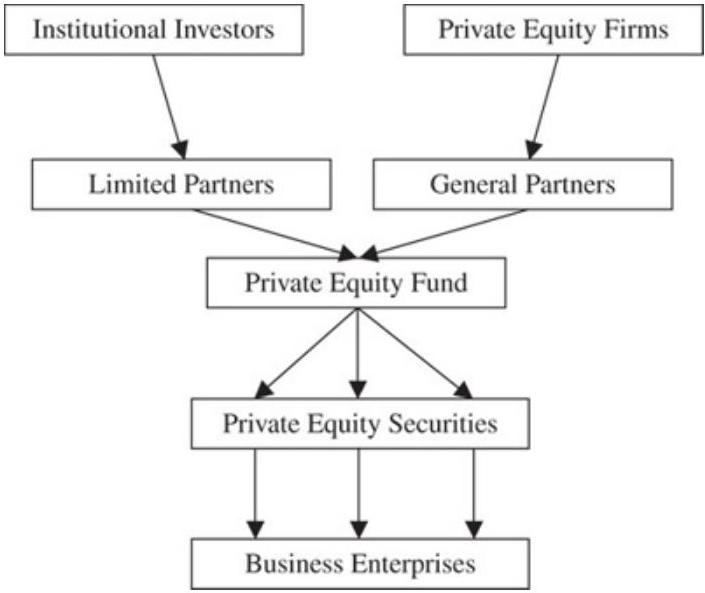 Institutional Investors
Private Equity Firms
Limited Partners
General Partners
Private Equity Fund
Private Equity Securities
Business Enterprises